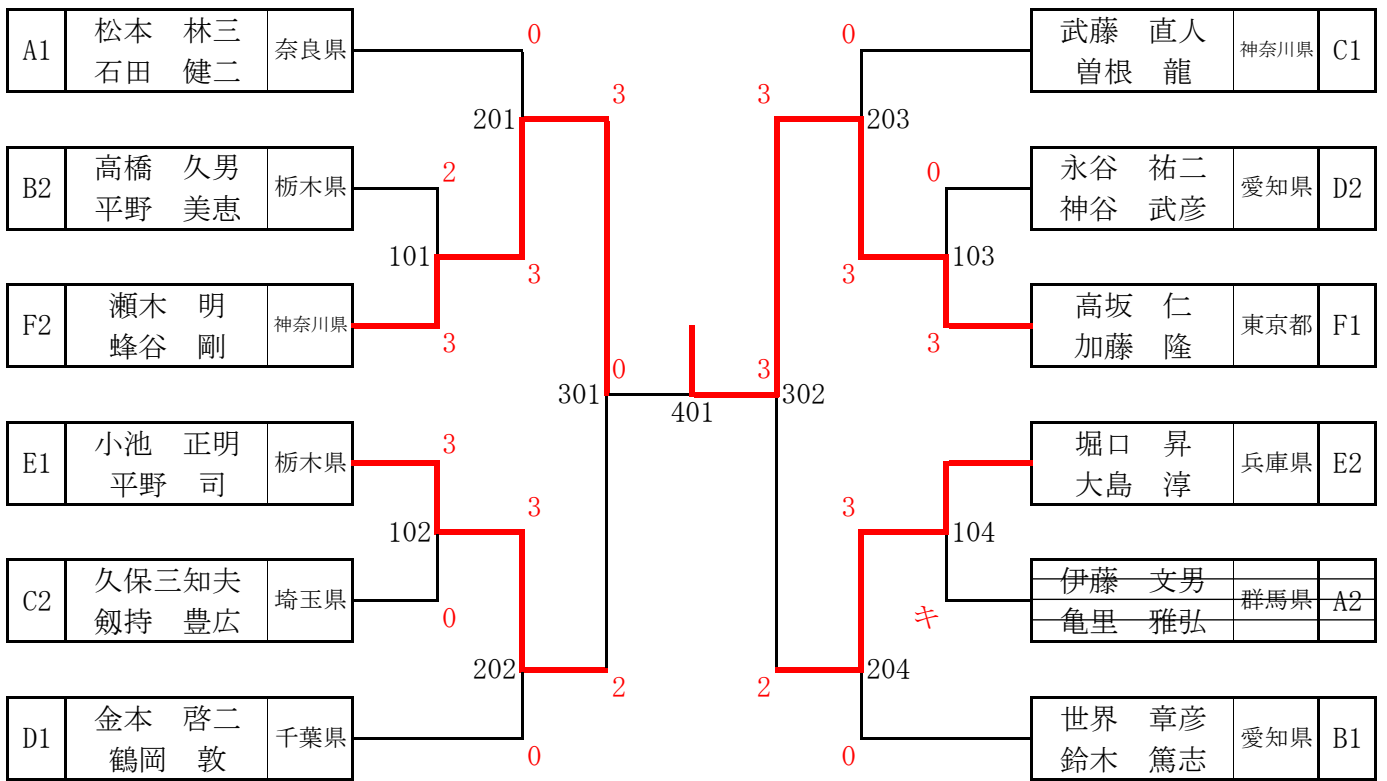 A1 松本　林三 奈良県
石田　健二
0
3
201
B2 高橋　久男 栃木県
平野　美恵
2
101
3
F2 瀬木　明 神奈川県
蜂谷　剛
3
0
301
401
E1 小池　正明 栃木県
平野　司
3
3
102
C2 久保三知夫 埼玉県
剱持　豊広
0
202
2
D1 金本　啓二 千葉県
鶴岡　敦
0
0
武藤　直人 神奈川県 C1
曽根　龍
3
203
0
永谷　祐二 愛知県 D2
神谷　武彦
103
3
高坂　仁 東京都 F1
加藤　隆
3
3
302
堀口　昇 兵庫県 E2
大島　淳
3
104
伊藤　文男 群馬県 A2
亀里　雅弘
キ
204
2
世界　章彦 愛知県 B1
鈴木　篤志
0